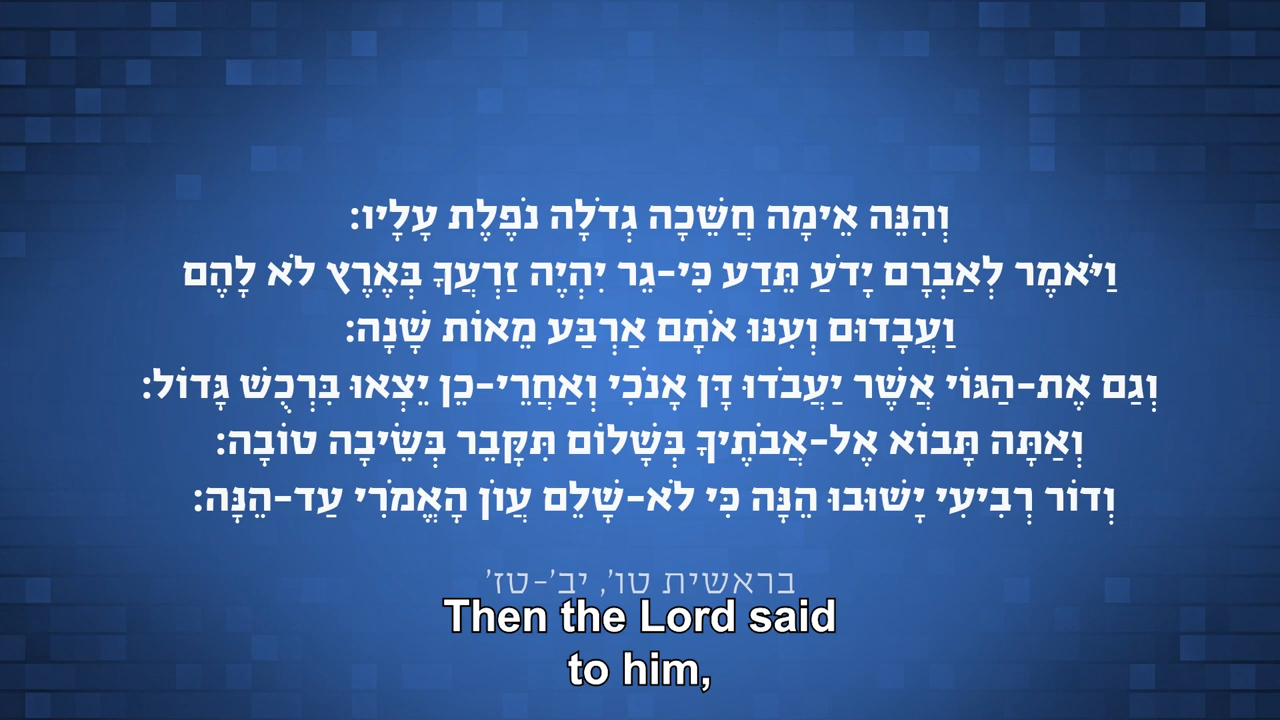 וְהִנֵּה אֵימָה חֲשֵׁכָה גְדֹלָה נֹפֶלֶת עָלָיו:
וַיֹּאמֶר לְאַבְרָם יָדֹעַ תֵּדַע כִּי-גֵר יִהְיֶה זַרְעֲךָ בְּאֶרֶץ לֹא לָהֶם
וַעֲבָדוּם וְעִנּוּ אֹתָם אַרְבַּע מֵאוֹת שָׁנָה:
וְגַם אֶת-הַגּוֹי אֲשֶׁר יַעֲבֹדוּ דָּן אָנֹכִי וְאַחֲרֵי-כֵן יֵצְאוּ בִּרְכֻשׁ גָּדוֹל:
וְאַתָּה תָּבוֹא אֶל-אֲבֹתֶיךָ בְּשָׁלוֹם תִּקָּבֵר בְּשֵׂיבָה טוֹבָה:
וְדוֹר רְבִיעִי יָשׁוּבוּ הֵנָּה כִּי לֹא-שָׁלֵם עֲוֹן הָאֱמֹרִי עַד-הֵנָּה:
בראשית טו', יב'-טז'
Then the Lord said
to him,